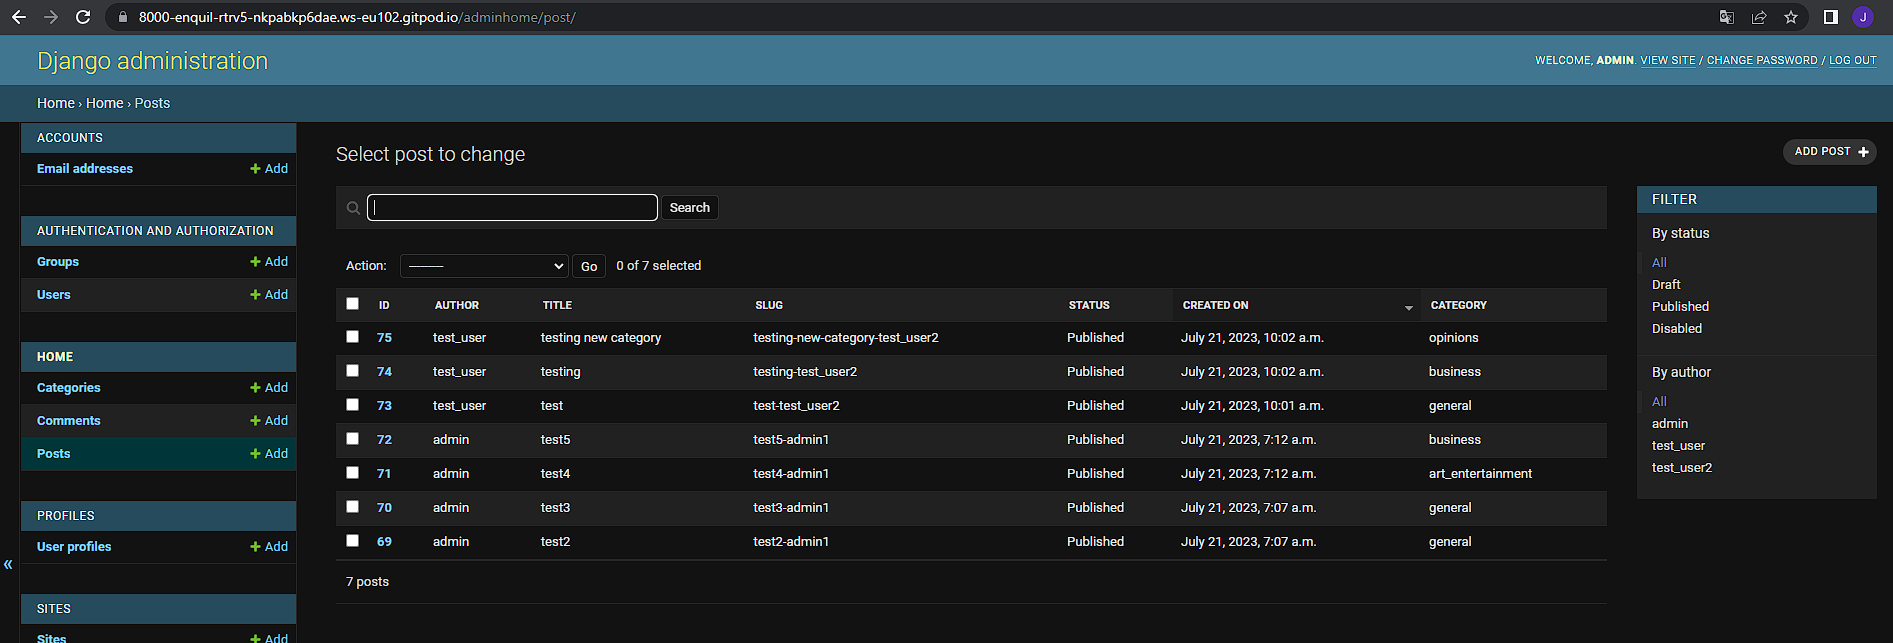 8000-enquil-rtrv5-nkpabkp6dae.ws-eu102.gitpod.io/adminhome/post/
J
Django administration
WELCOME, ADMIN. VIEW SITE / CHANGE PASSWORD / LOG OUT
Home › Home › Posts
ACCOUNTS
Email addresses + Add
AUTHENTICATION AND AUTHORIZATION
Groups + Add
Users + Add
HOME
Categories + Add
Comments + Add
Posts + Add
PROFILES
User profiles + Add
SITES
Sites + Add
«
Select post to change
ADD POST +
Search
Action: --------- Go 0 of 7 selected
ID AUTHOR TITLE SLUG STATUS CREATED ON CATEGORY
75 test_user testing new category testing-new-category-test_user2 Published July 21, 2023, 10:02 a.m. opinions
74 test_user testing testing-test_user2 Published July 21, 2023, 10:02 a.m. business
73 test_user test test-test_user2 Published July 21, 2023, 10:01 a.m. general
72 admin test5 test5-admin1 Published July 21, 2023, 7:12 a.m. business
71 admin test4 test4-admin1 Published July 21, 2023, 7:12 a.m. art_entertainment
70 admin test3 test3-admin1 Published July 21, 2023, 7:07 a.m. general
69 admin test2 test2-admin1 Published July 21, 2023, 7:07 a.m. general
7 posts
FILTER
By status
All
Draft
Published
Disabled
By author
All
admin
test_user
test_user2